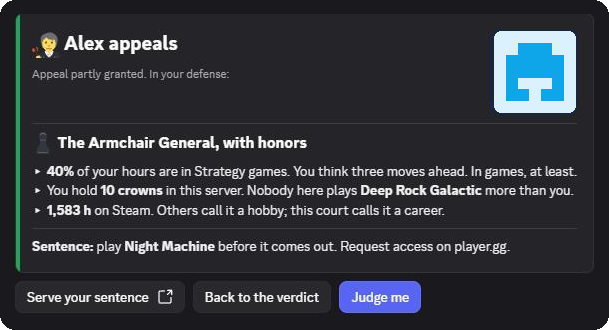 Alex appeals
Appeal partly granted. In your defense:
The Armchair General, with honors
‣ 40% of your hours are in Strategy games. You think three moves ahead. In games, at least.
‣ You hold 10 crowns in this server. Nobody here plays Deep Rock Galactic more than you.
‣ 1,583 h on Steam. Others call it a hobby; this court calls it a career.
Sentence: play Night Machine before it comes out. Request access on player.gg.
Serve your sentence
Back to the verdict
Judge me